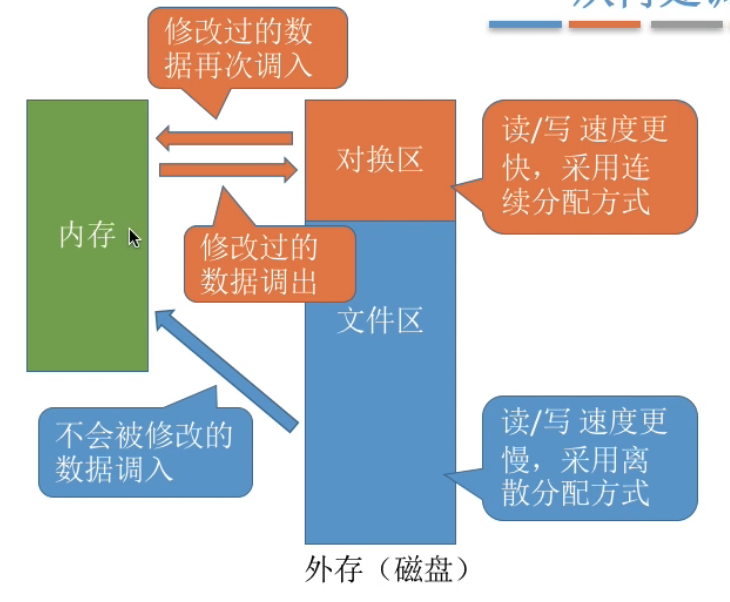 修改过的数
据再次调入
对换区
读/写 速度更
快，采用连
续分配方式
内存
修改过的
数据调出
文件区
不会被修改的
数据调入
读/写 速度更
慢，采用离
散分配方式
外存（磁盘）